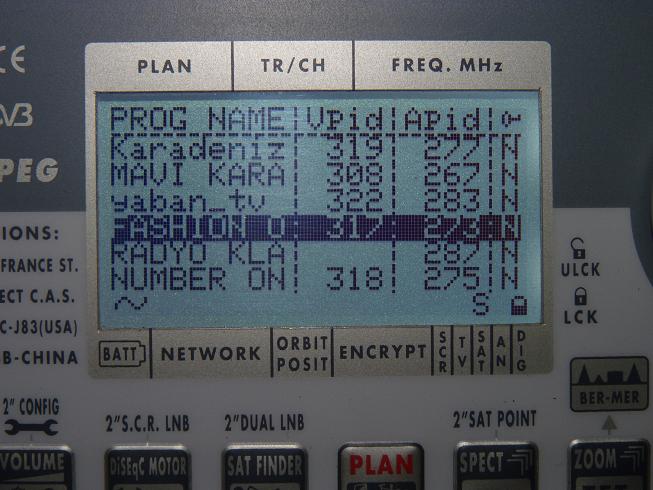 CE
PLAN TR/CH FREQ. MHz
DVB
PROG NAME VPid APid
Karadeniz 319 277 N
MAVI KARA 308 267 N
PEG
yaban_tv 322 283 N
FASHION O 317 273 N
RADYO KLA 287 N
NUMBER ON 318 275 N
S
IONS:
FRANCE ST.
ECT C.A.S.
C-J83(USA)
B-CHINA
ULCK
LCK
BATT NETWORK ORBIT POSIT ENCRYPT SCR TV SAT AN DIG
BER-MER
2" CONFIG 2"S.C.R. LNB 2"DUAL LNB 2"SAT POINT
VOLUME DiSEqC MOTOR SAT FINDER PLAN SPECT ZOOM